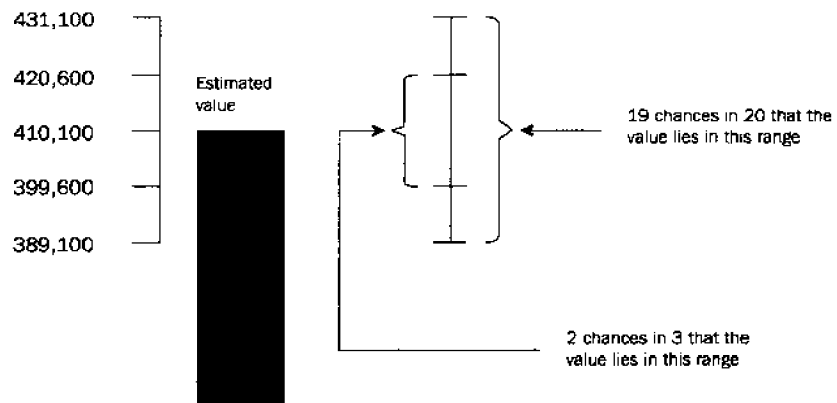 431,100
420,600
410,100
399,600
389,100
Estimated
value
19 chances in 20 that the
value lies in this range
2 chances in 3 that the
value lies in this range